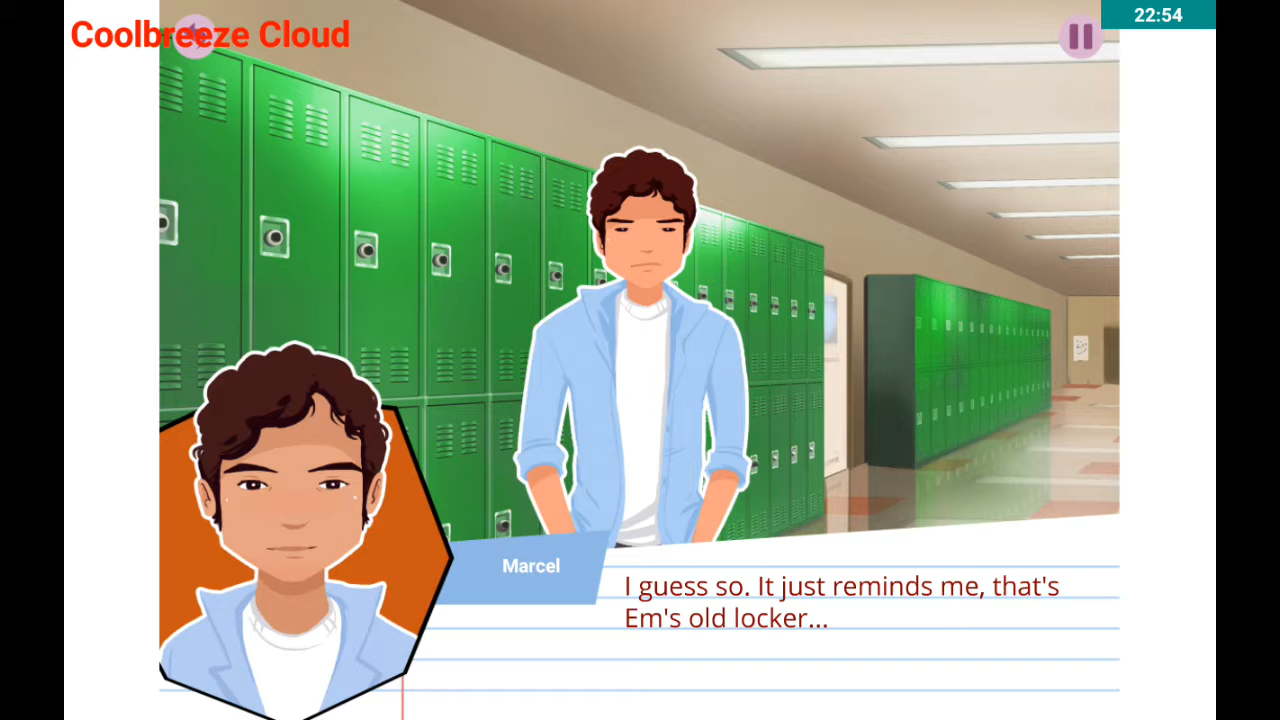 Coolbreeze Cloud
22:54
Marcel
I guess so. It just reminds me, that's
Em's old locker...